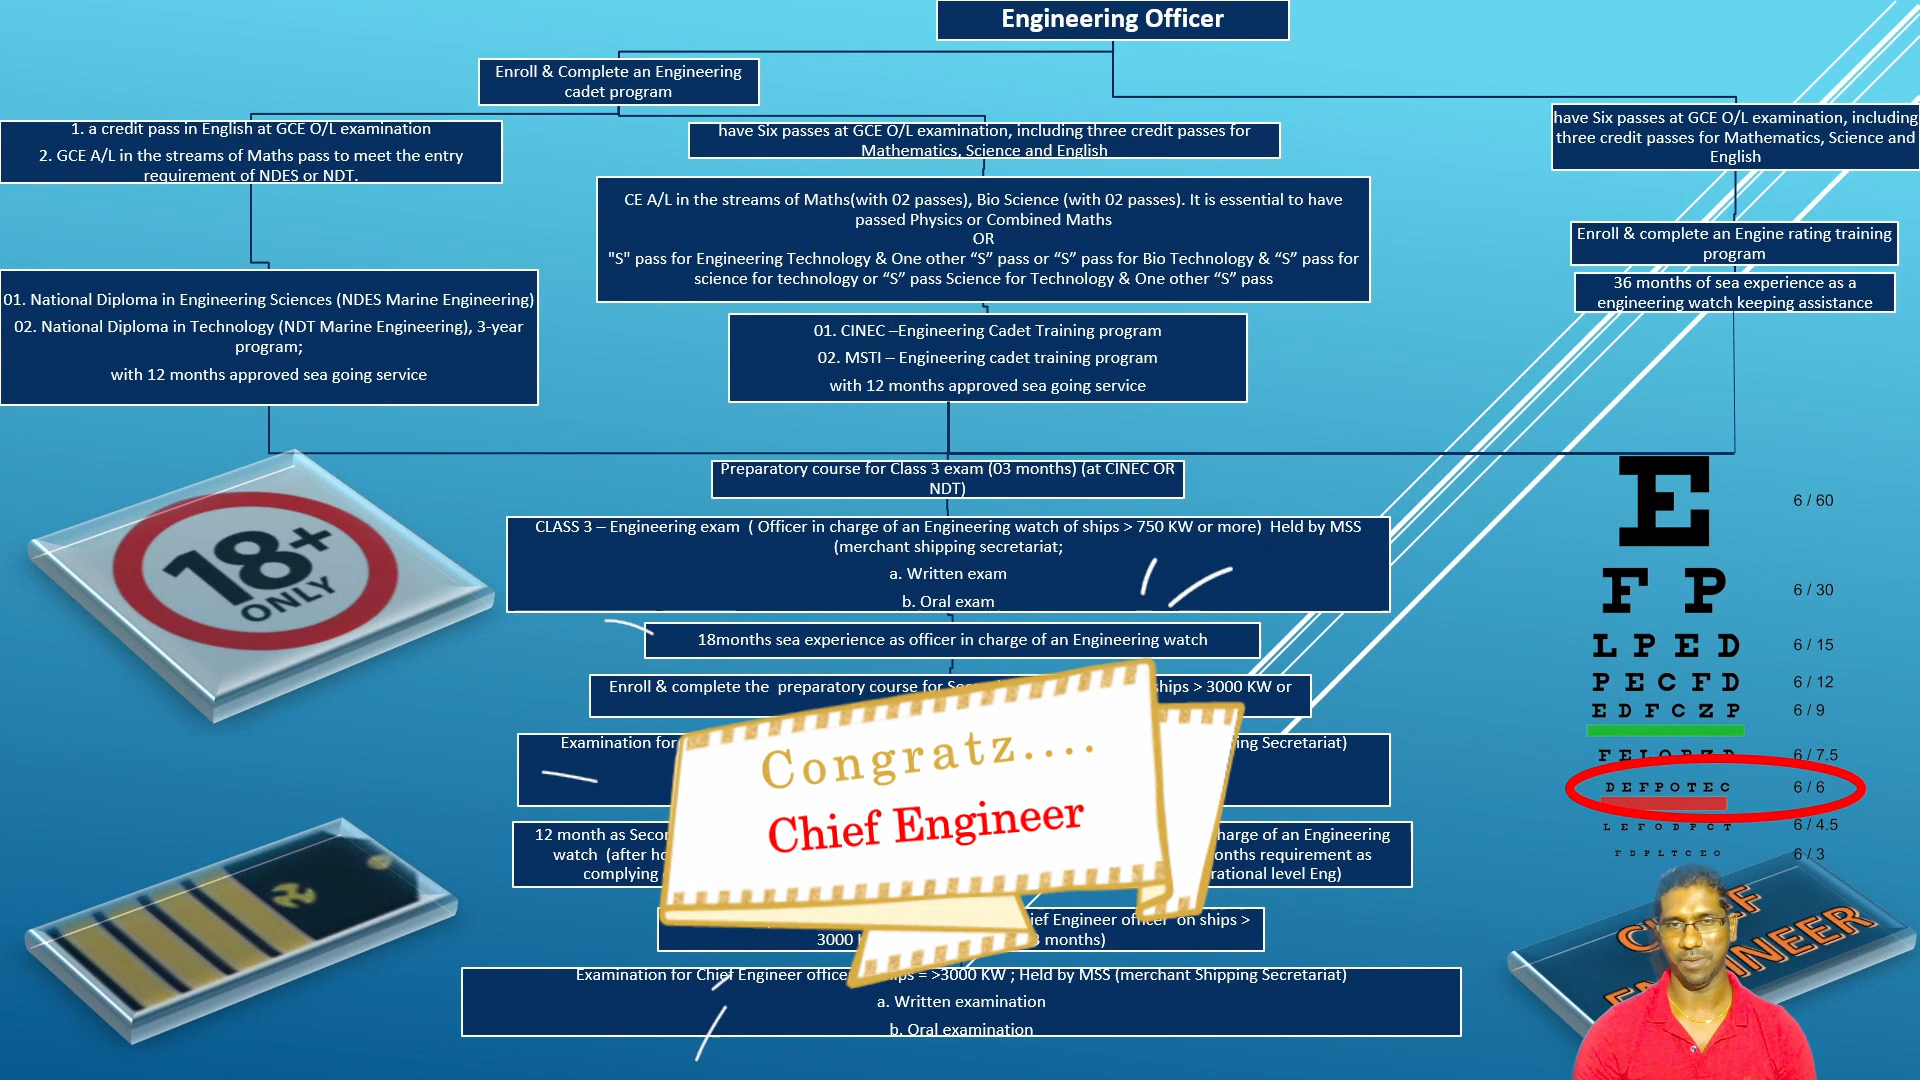 Engineering Officer
Enroll & Complete an Engineering
cadet program
1. a credit pass in English at GCE O/L examination
2. GCE A/L in the streams of Maths pass to meet the entry
requirement of NDES or NDT.
have Six passes at GCE O/L examination, including three credit passes for
Mathematics, Science and English
have Six passes at GCE O/L examination, including
three credit passes for Mathematics, Science and
English
CE A/L in the streams of Maths(with 02 passes), Bio Science (with 02 passes). It is essential to have
passed Physics or Combined Maths
OR
"S" pass for Engineering Technology & One other “S” pass or “S” pass for Bio Technology & “S” pass for
science for technology or “S” pass Science for Technology & One other “S” pass
Enroll & complete an Engine rating training
program
36 months of sea experience as a
engineering watch keeping assistance
01. National Diploma in Engineering Sciences (NDES Marine Engineering)
02. National Diploma in Technology (NDT Marine Engineering), 3-year
program;
with 12 months approved sea going service
01. CINEC –Engineering Cadet Training program
02. MSTI – Engineering cadet training program
with 12 months approved sea going service
Preparatory course for Class 3 exam (03 months) (at CINEC OR
NDT)
CLASS 3 – Engineering exam ( Officer in charge of an Engineering watch of ships > 750 KW or more) Held by MSS
(merchant shipping secretariat;
a. Written exam
b. Oral exam
18months sea experience as officer in charge of an Engineering watch
Enroll & complete the preparatory course for ships > 3000 KW or
Examination for Secretariat)
12 month as of an Engineering
watch (after requirement as
complying level Eng)
Engineer officer on ships >
3000 months)
Examination for Chief Engineer = >3000 KW ; Held by MSS (merchant Shipping Secretariat)
a. Written examination
b. Oral examination
Congratz....
Chief Engineer
18+
ONLY
E 6 / 60
F P 6 / 30
L P E D 6 / 15
P E C F D 6 / 12
E D F C Z P 6 / 9
F E L O P Z D 6 / 7.5
D E F P O T E C 6 / 6
L E F O D P C T 6 / 4.5
F D P L T C E O 6 / 3